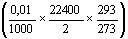 (0,01/1000 × 22400/2 × 293/273)